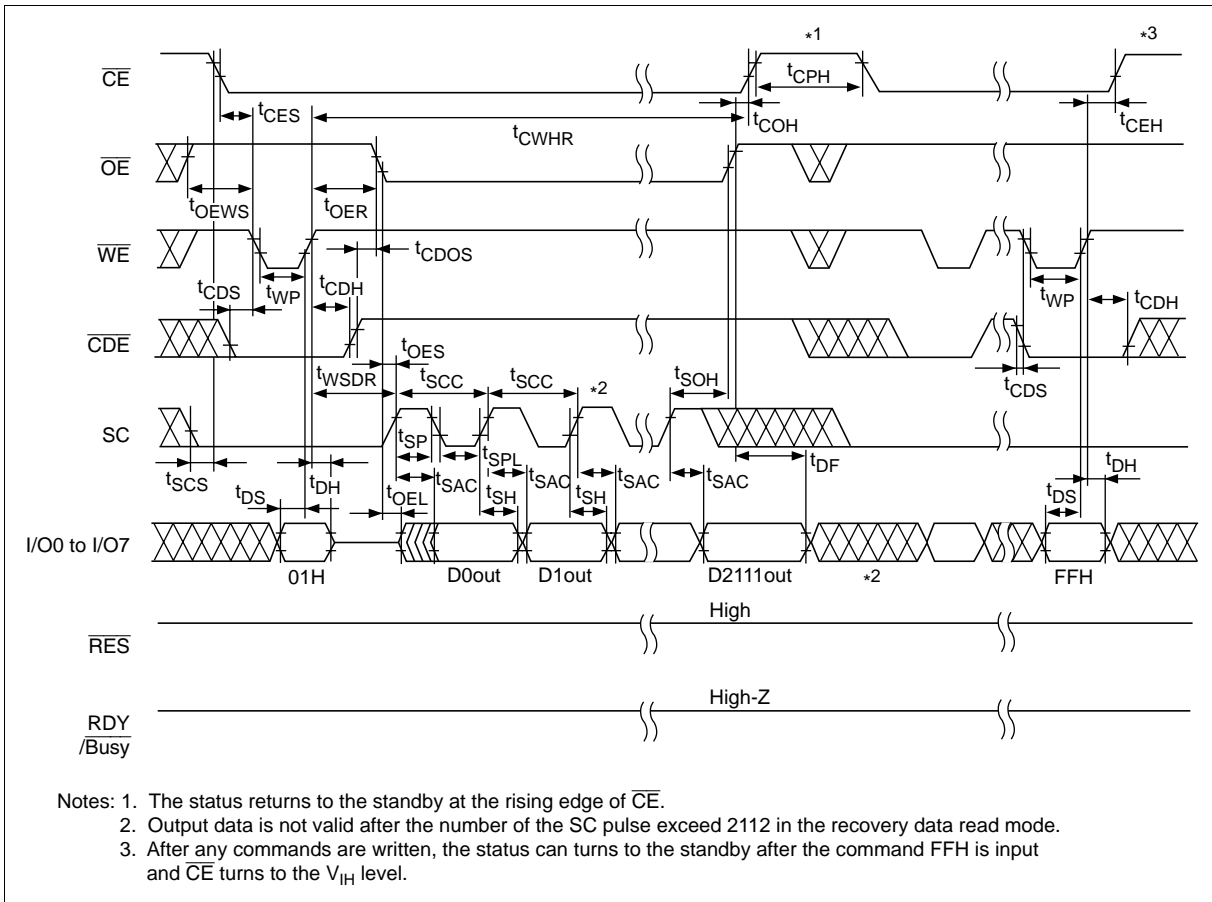 *1 *3
CE
tCPH
tCES tCOH tCEH
tCWHR
OE
tOEWS tOER
WE tCDOS
tCDS tWP tCDH tWP tCDH
CDE
tOES
tWSDR tSCC tSCC *2 tSOH tCDS
SC
tSP
tSCS tDH tSPL tDF tDH
tDS tOEL tSAC tSH tSAC tSH tSAC tSAC tDS
I/O0 to I/O7
01H D0out D1out D2111out *2 FFH
High
RES
High-Z
RDY
/Busy
Notes: 1. The status returns to the standby at the rising edge of CE.
2. Output data is not valid after the number of the SC pulse exceed 2112 in the recovery data read mode.
3. After any commands are written, the status can turns to the standby after the command FFH is input
and CE turns to the VIH level.